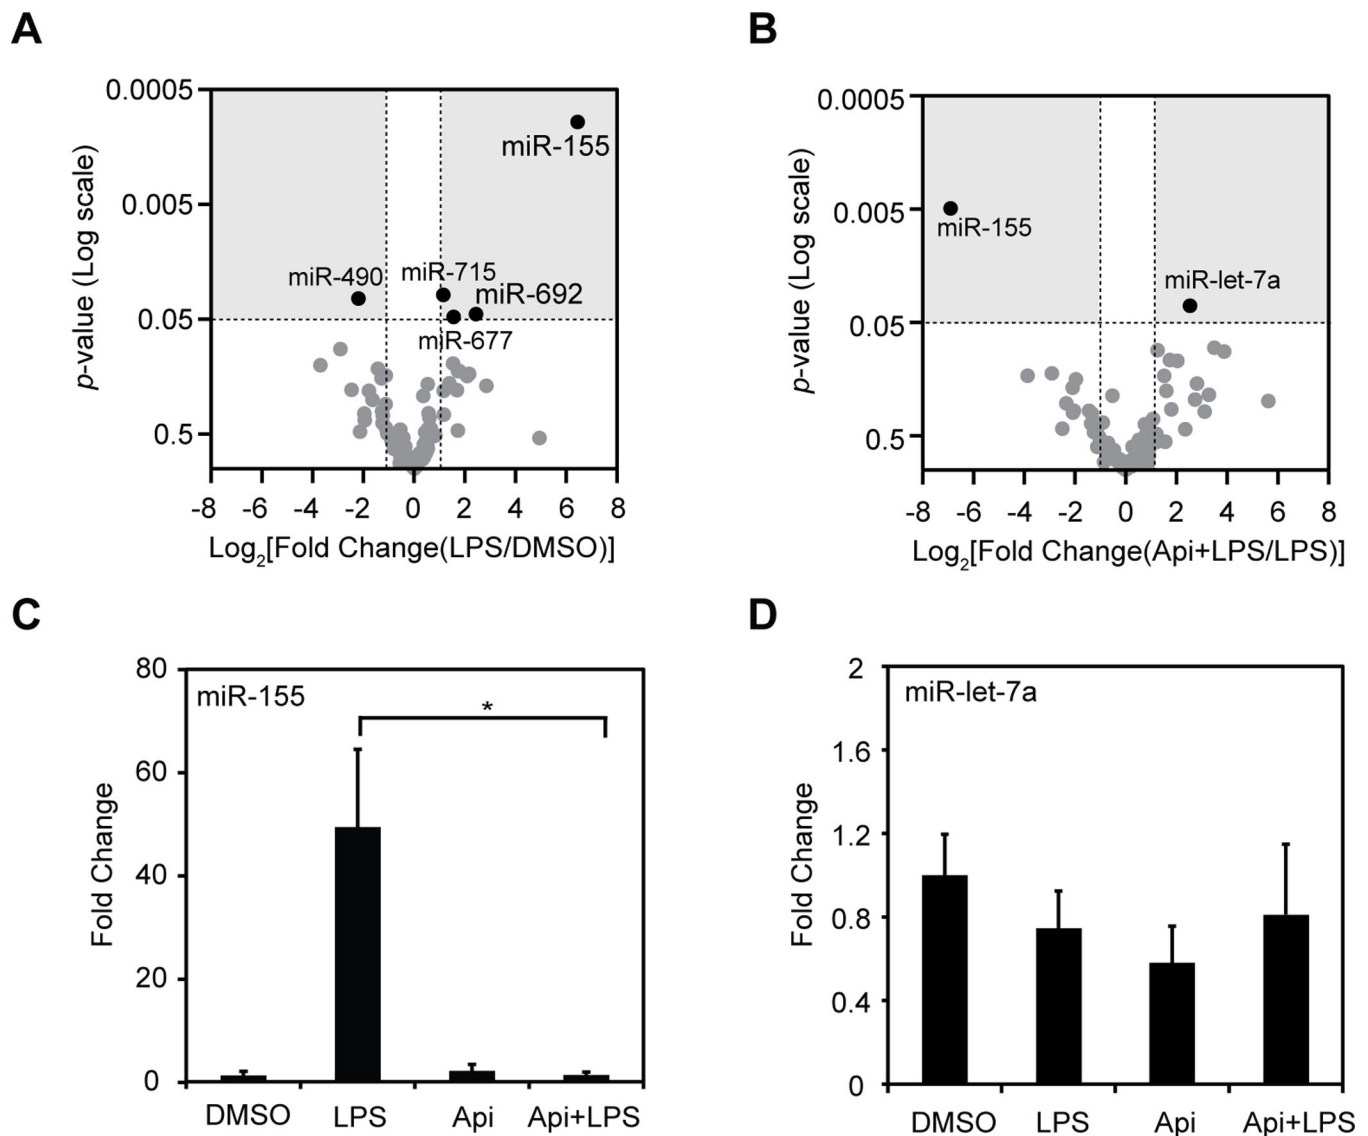 A
0.0005
0.005
0.05
0.5
p-value (Log scale)
miR-155
miR-490
miR-715
miR-692
miR-677
-8 -6 -4 -2 0 2 4 6 8
Log2[Fold Change(LPS/DMSO)]
B
0.0005
0.005
0.05
0.5
p-value (Log scale)
miR-155
miR-let-7a
-8 -6 -4 -2 0 2 4 6 8
Log2[Fold Change(Api+LPS/LPS)]
C
80
60
40
20
0
Fold Change
miR-155
*
DMSO LPS Api Api+LPS
D
2
1.6
1.2
0.8
0.4
0
Fold Change
miR-let-7a
DMSO LPS Api Api+LPS